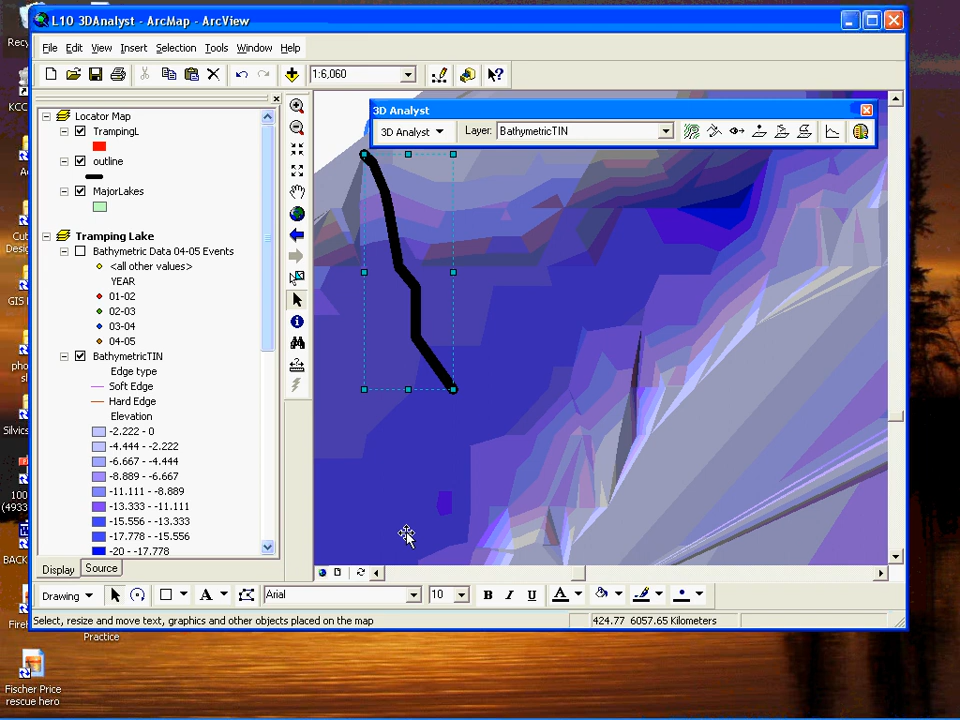 L10 3DAnalyst - ArcMap - ArcView
File Edit View Insert Selection Tools Window Help
1:6,060
3D Analyst
3D Analyst Layer: BathymetricTIN
Locator Map
TrampingL
outline
MajorLakes
Tramping Lake
Bathymetric Data 04-05 Events
<all other values>
YEAR
01-02
02-03
03-04
04-05
BathymetricTIN
Edge type
Soft Edge
Hard Edge
Elevation
-2.222 - 0
-4.444 - -2.222
-6.667 - -4.444
-8.889 - -6.667
-11.111 - -8.889
-13.333 - -11.111
-15.556 - -13.333
-17.778 - -15.556
-20 - -17.778
Display Source
Drawing A Arial 10 B I U A
Select, resize and move text, graphics and other objects placed on the map
424.77 6057.65 Kilometers
Recy
KCC
GIS
pho
Silvics
100
(4933
BACK
Practice
Fischer Price
rescue hero